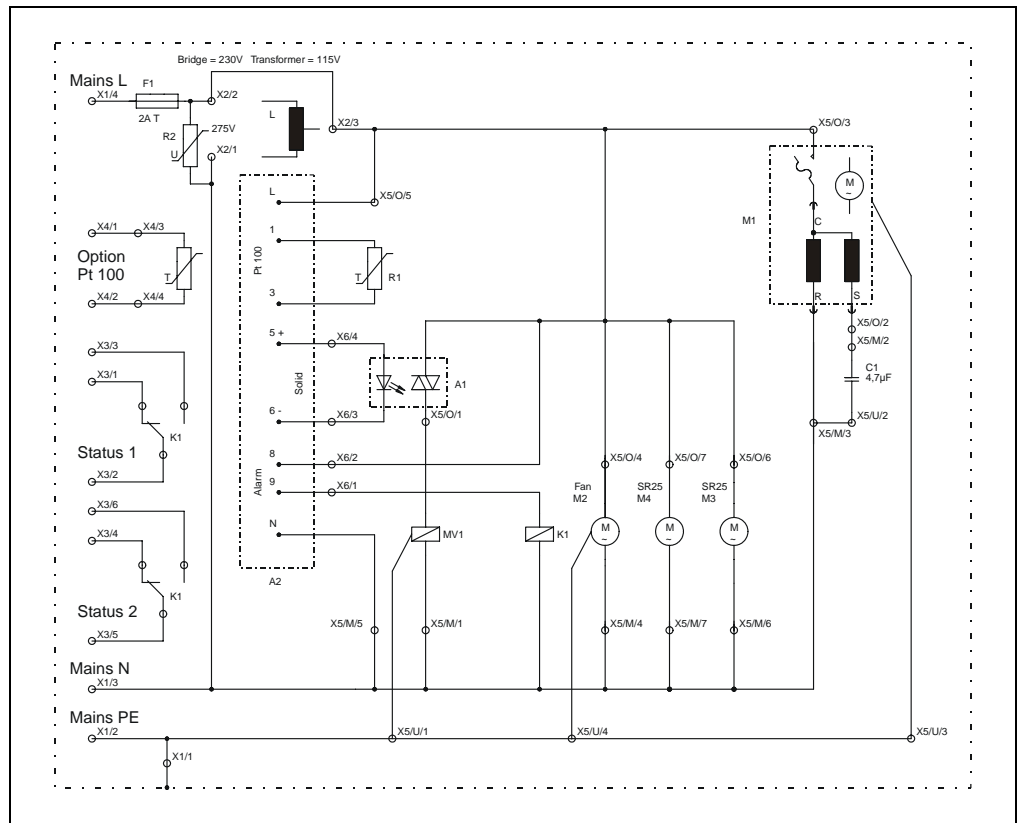 Bridge = 230V Transformer = 115V
Mains L
F1
X1/4
X2/2
2A T
R2
275V
U
X2/1
L
X2/3
X5/O/3
M
~
M1
C
R
S
X5/O/2
X5/M/2
C1
4,7µF
X5/U/2
X5/M/3
L
X5/O/5
1
Pt 100
T
R1
3
5 +
X6/4
Solid
A1
6 -
X6/3
X5/O/1
8
X6/2
Alarm
9
X6/1
N
A2
X4/1
X4/3
Option
Pt 100
T
X4/2
X4/4
X3/3
X3/1
K1
Status 1
X3/2
X3/6
X3/4
K1
Status 2
X3/5
X5/O/4
X5/O/7
X5/O/6
Fan
M2
SR25
M4
SR25
M3
MV1
K1
M
~
M
~
M
~
X5/M/5
X5/M/1
X5/M/4
X5/M/7
X5/M/6
Mains N
X1/3
Mains PE
X1/2
X5/U/1
X5/U/4
X5/U/3
X1/1